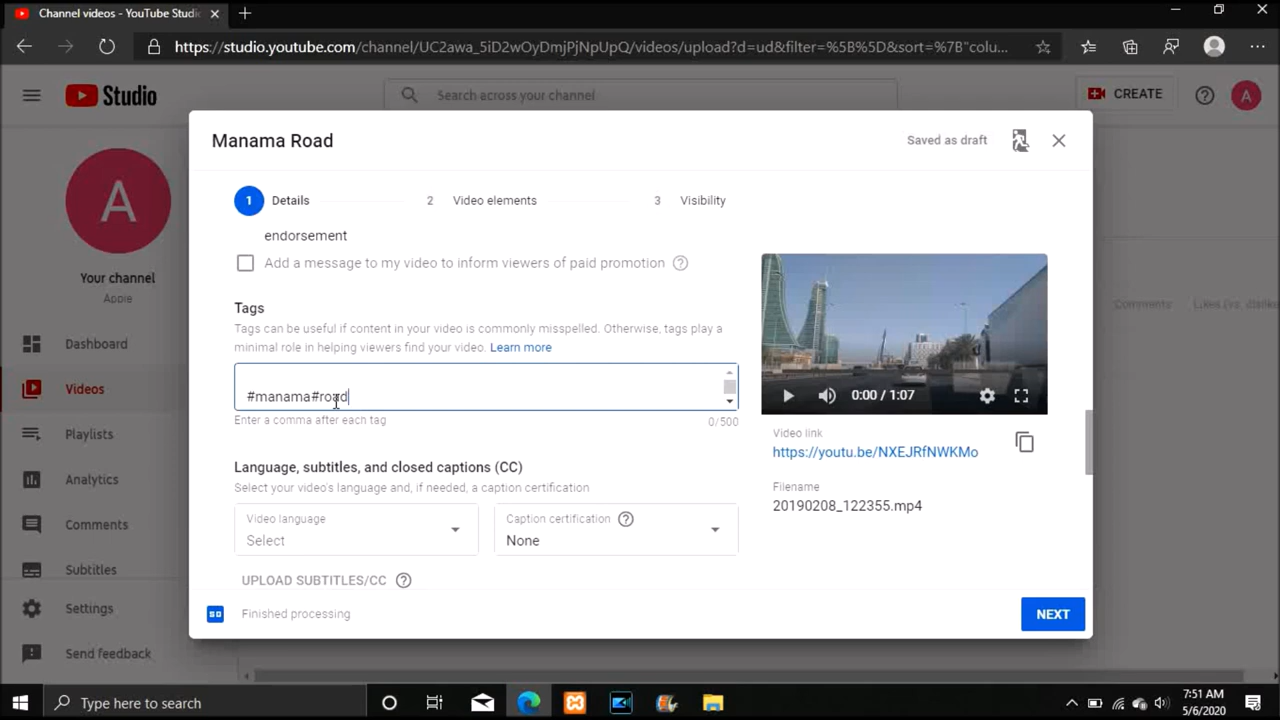 Channel videos - YouTube Studi
https://studio.youtube.com/channel/UC2awa_5iD2wOyDmjPjNpUpQ/videos/upload?d=ud&filter=%5B%5D&sort=%7B"colu...
Studio
Search across your channel
CREATE
A
A
Your channel
Appie
Dashboard
Videos
Playlists
Analytics
Comments
Subtitles
Settings
Send feedback
Manama Road
Saved as draft
1 Details
2 Video elements
3 Visibility
endorsement
Add a message to my video to inform viewers of paid promotion
Tags
Tags can be useful if content in your video is commonly misspelled. Otherwise, tags play a
minimal role in helping viewers find your video. Learn more
#manama#road
Enter a comma after each tag
0/500
Language, subtitles, and closed captions (CC)
Select your video's language and, if needed, a caption certification
Video language
Select
Caption certification
None
UPLOAD SUBTITLES/CC
0:00 / 1:07
Video link
https://youtu.be/NXEJRfNWKMo
Filename
20190208_122355.mp4
SD
Finished processing
NEXT
Comments
Likes (vs. dislike
Type here to search
7:51 AM
5/6/2020